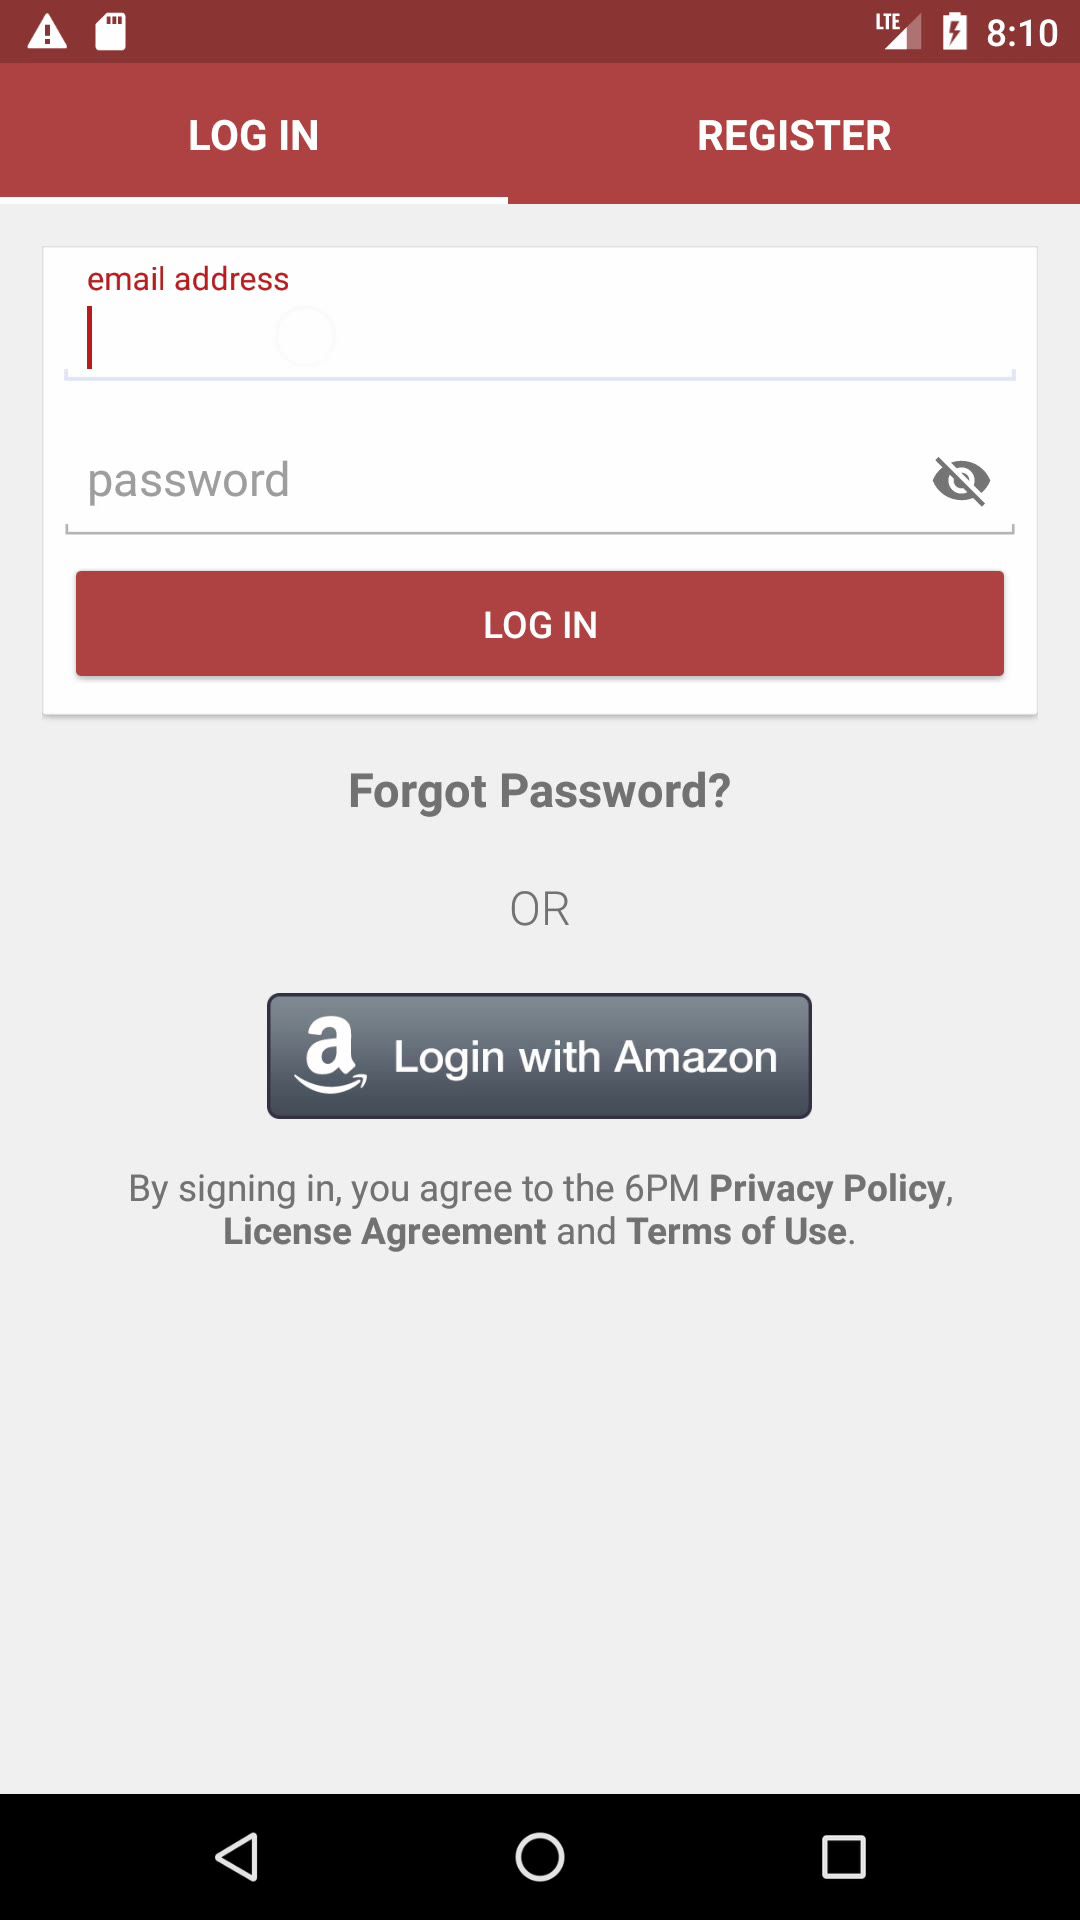 LTE 8:10
LOG IN REGISTER
email address
password
LOG IN
Forgot Password?
OR
a Login with Amazon
By signing in, you agree to the 6PM Privacy Policy,
License Agreement and Terms of Use.